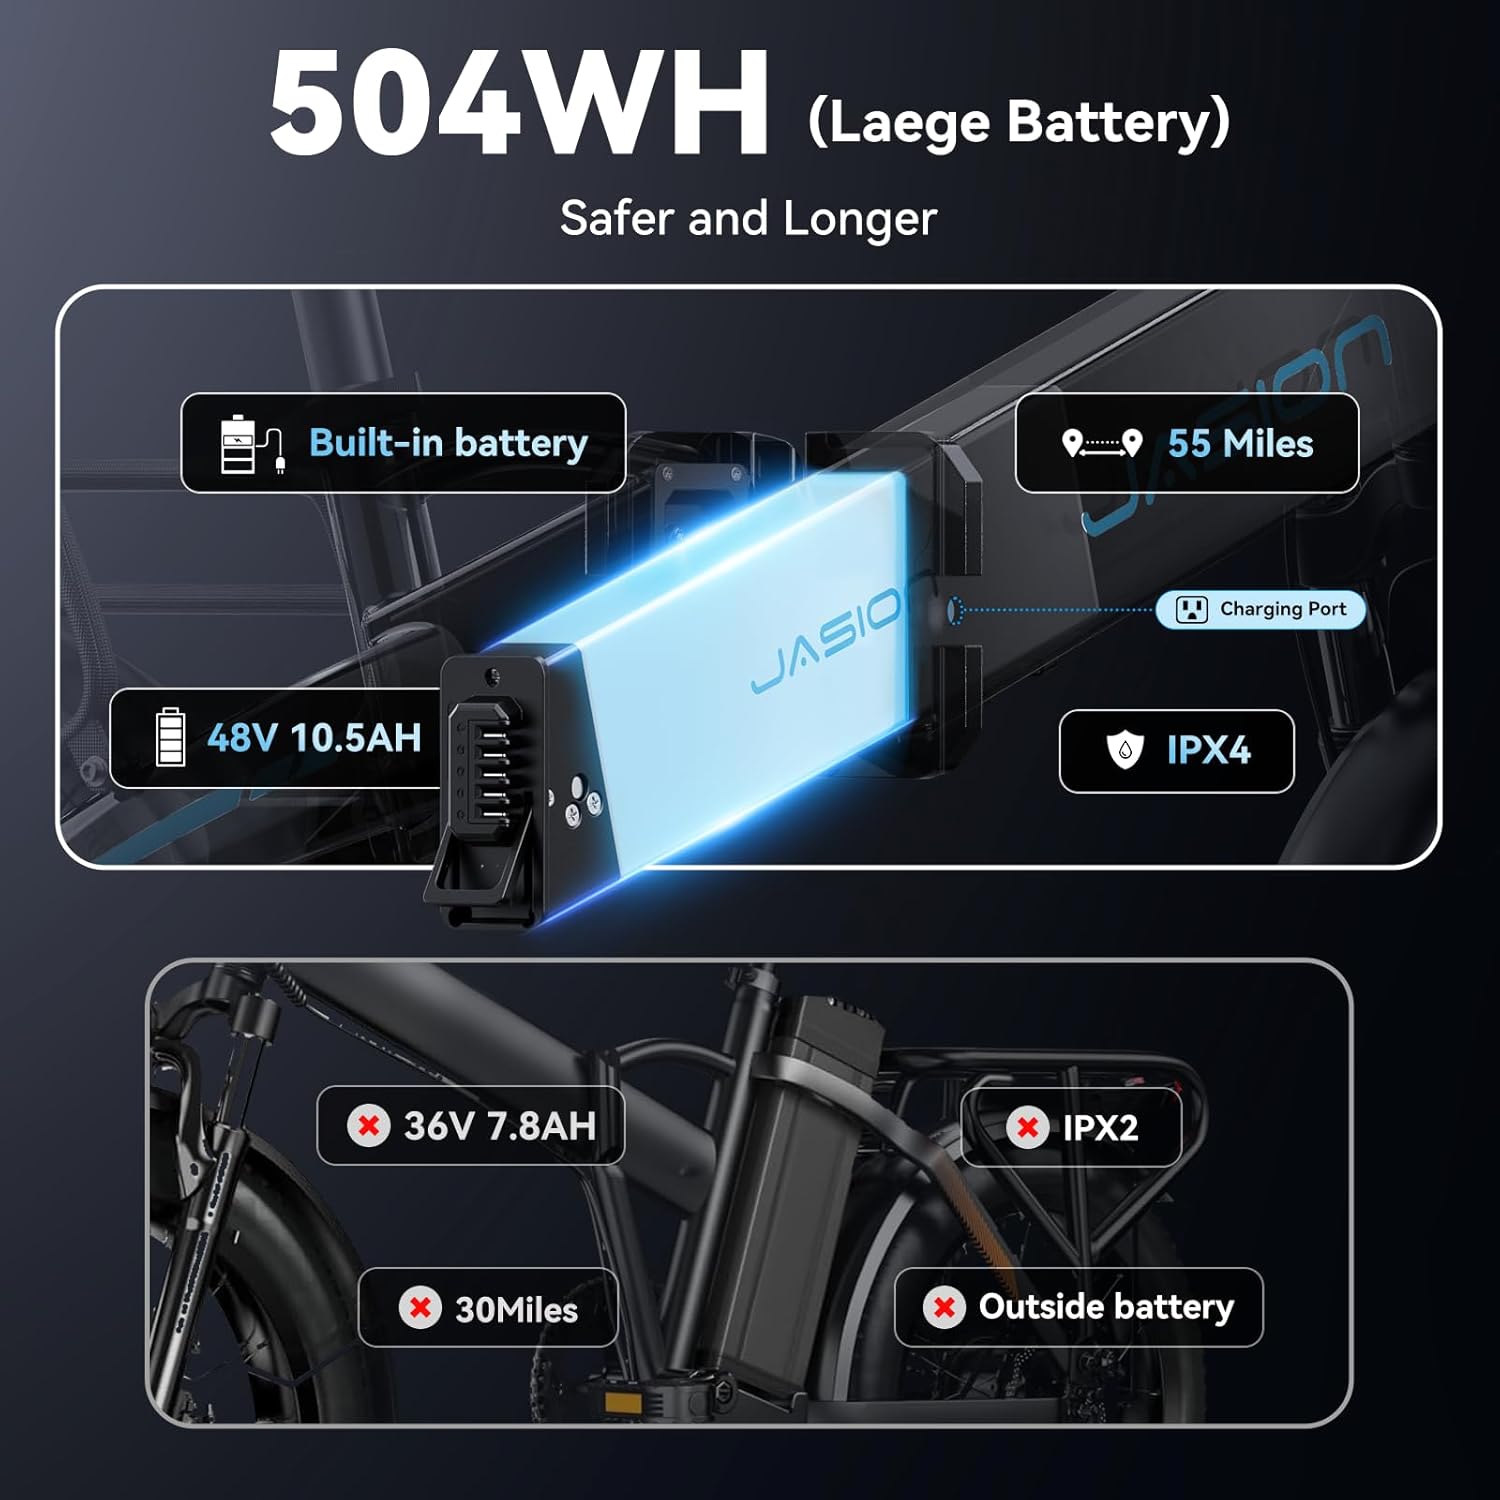 504WH (Laege Battery)
Safer and Longer
Built-in battery
55 Miles
JASION
JASION
Charging Port
48V 10.5AH
IPX4
36V 7.8AH
IPX2
30Miles
Outside battery